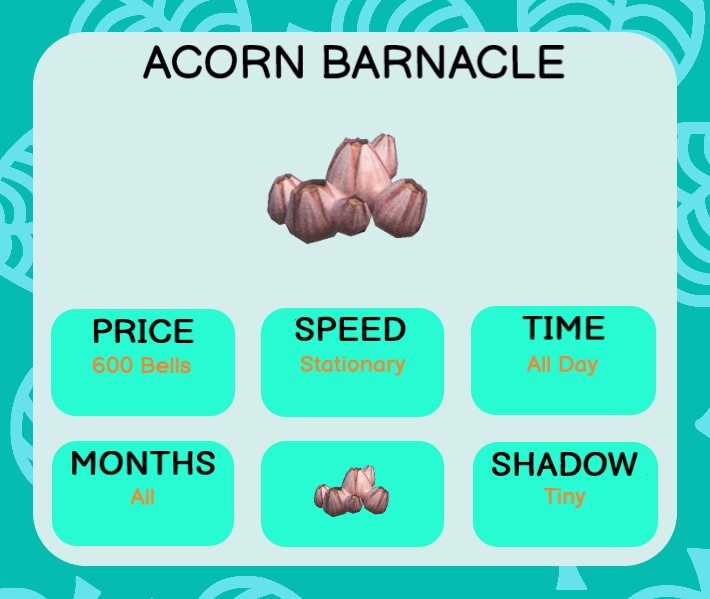 ACORN BARNACLE
PRICE
600 Bells
SPEED
Stationary
TIME
All Day
MONTHS
All
SHADOW
Tiny